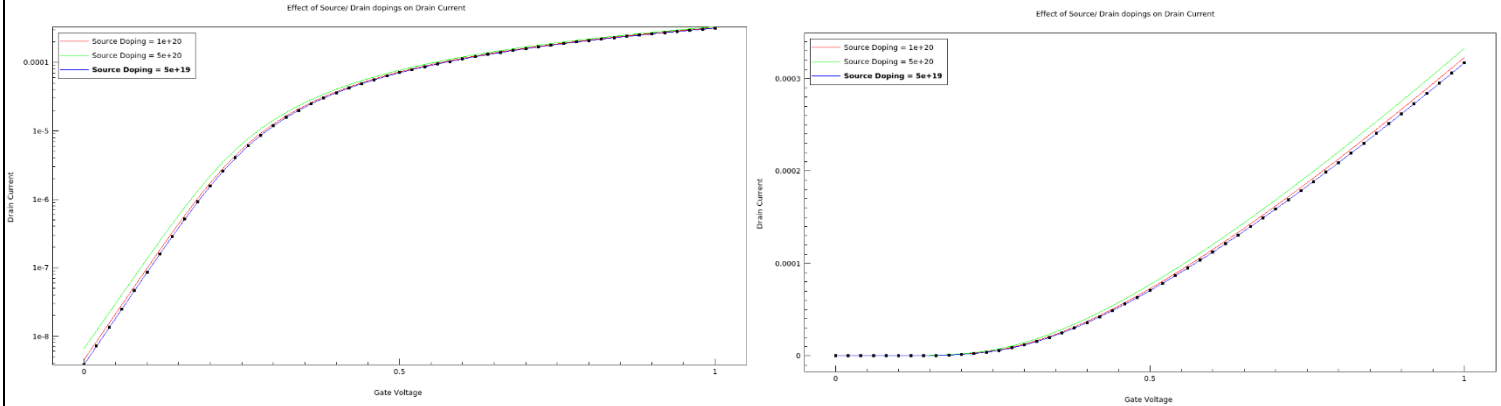 Effect of Source/ Drain dopings on Drain Current
Source Doping = 1e+20
Source Doping = 5e+20
Source Doping = 5e+19
0.0001
1e-5
1e-6
1e-7
1e-8
Drain Current
0
0.5
1
Gate Voltage
Effect of Source/ Drain dopings on Drain Current
Source Doping = 1e+20
Source Doping = 5e+20
Source Doping = 5e+19
0.0003
0.0002
0.0001
0
Drain Current
0
0.5
1
Gate Voltage